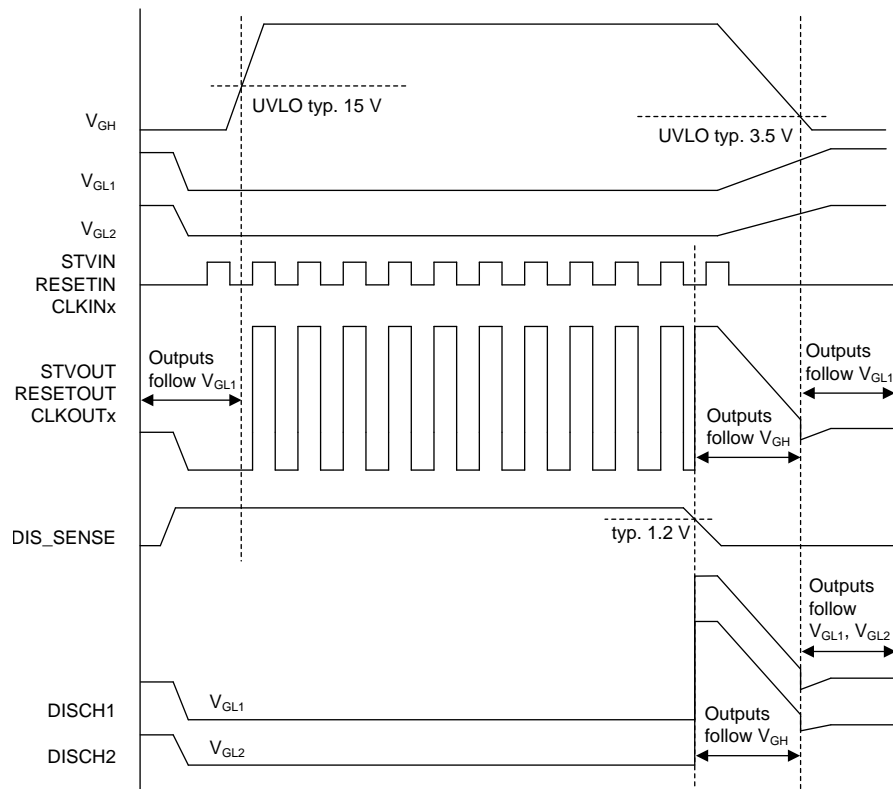 UVLO typ. 15 V
VGH
UVLO typ. 3.5 V
VGL1
VGL2
STVIN
RESETIN
CLKINx
STVOUT
RESETOUT
CLKOUTx
Outputs
follow VGL1
Outputs
follow VGH
Outputs
follow VGL1
DIS_SENSE
typ. 1.2 V
Outputs
follow
VGL1, VGL2
DISCH1
VGL1
DISCH2
VGL2
Outputs
follow VGH